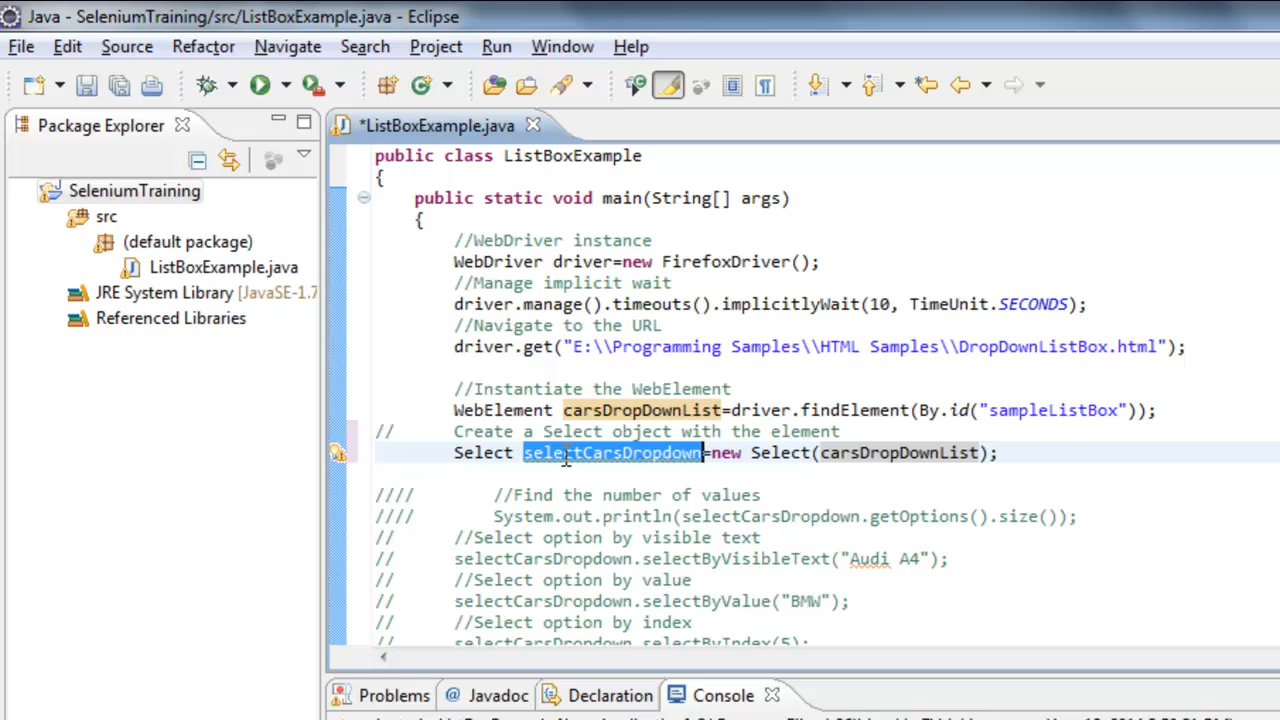 Java - SeleniumTraining/src/ListBoxExample.java - Eclipse
File Edit Source Refactor Navigate Search Project Run Window Help
Package Explorer
*ListBoxExample.java
SeleniumTraining
src
(default package)
ListBoxExample.java
JRE System Library [JavaSE-1.7
Referenced Libraries
public class ListBoxExample
{
public static void main(String[] args)
{
//WebDriver instance
WebDriver driver=new FirefoxDriver();
//Manage implicit wait
driver.manage().timeouts().implicitlyWait(10, TimeUnit.SECONDS);
//Navigate to the URL
driver.get("E:\\Programming Samples\\HTML Samples\\DropDownListBox.html");
//Instantiate the WebElement
WebElement carsDropDownList=driver.findElement(By.id("sampleListBox"));
// Create a Select object with the element
Select selectCarsDropdown=new Select(carsDropDownList);
//// //Find the number of values
//// System.out.println(selectCarsDropdown.getOptions().size());
// //Select option by visible text
// selectCarsDropdown.selectByVisibleText("Audi A4");
// //Select option by value
// selectCarsDropdown.selectByValue("BMW");
// //Select option by index
// selectCarsDropdown.selectByIndex(5);
Problems @ Javadoc Declaration Console